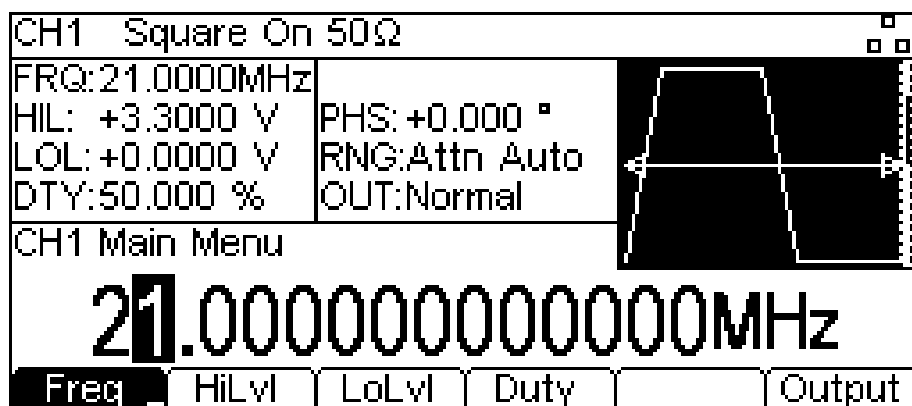 CH1 Square On 50Ω
FRQ:21.0000MHz
HIL: +3.3000 V
LOL:+0.0000 V
DTY:50.000 %
PHS:+0.000 °
RNG:Attn Auto
OUT:Normal
CH1 Main Menu
21.000000000000MHz
Freq HiLvl LoLvl Duty Output